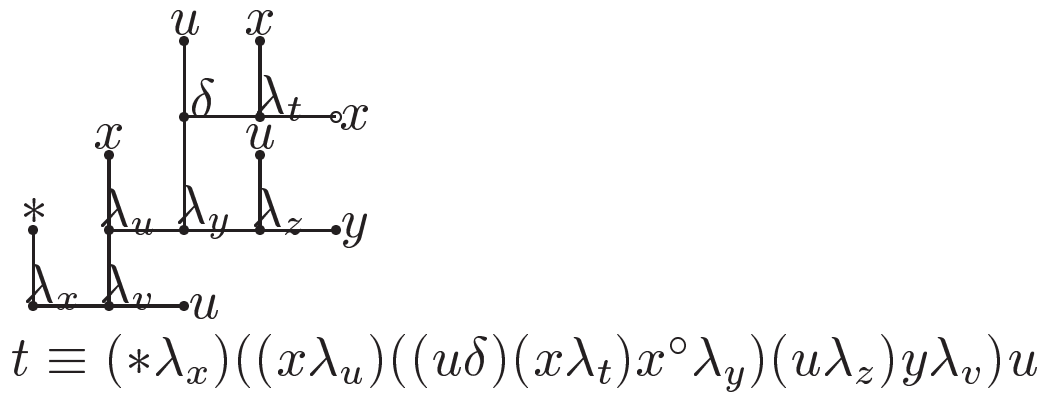 u x
δ λ_t x
x u
* λ_u λ_y λ_z y
λ_x λ_v u
t ≡ (∗λ_x)((xλ_u)((uδ)(xλ_t)x°λ_y)(uλ_z)yλ_v)u